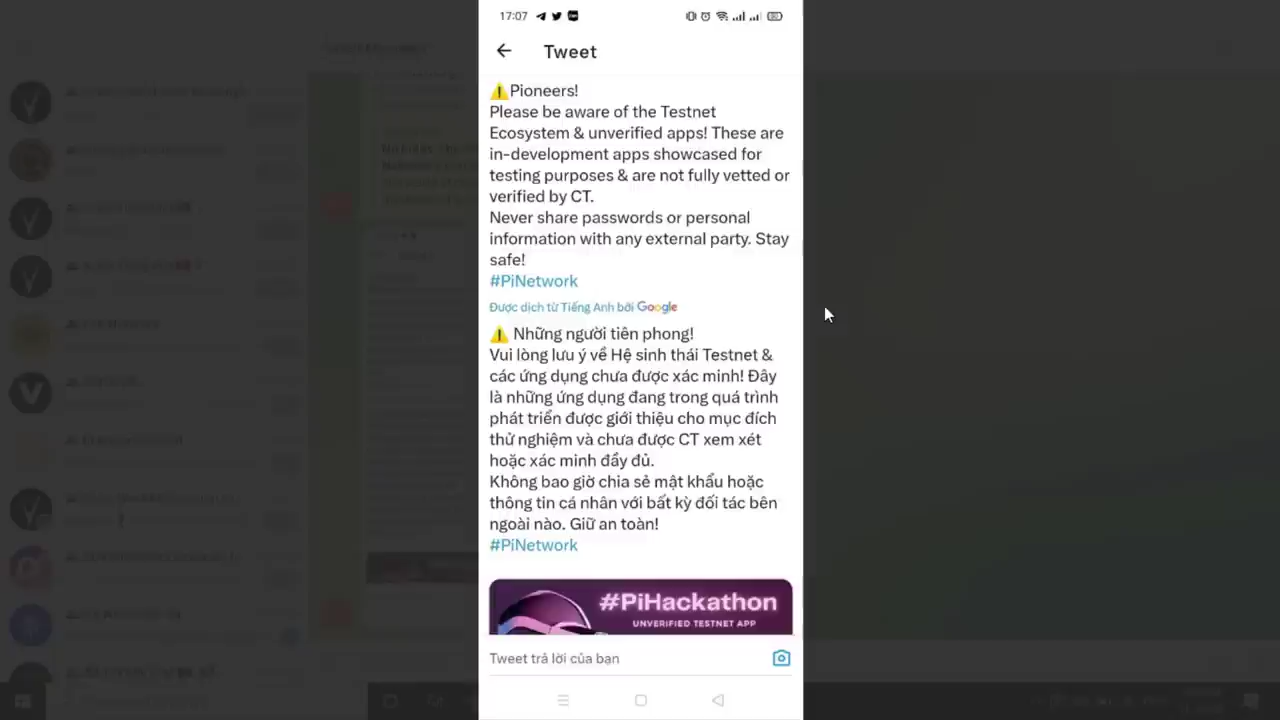 17:07
Tweet
⚠️Pioneers!
Please be aware of the Testnet
Ecosystem & unverified apps! These are
in-development apps showcased for
testing purposes & are not fully vetted or
verified by CT.
Never share passwords or personal
information with any external party. Stay
safe!
#PiNetwork
Được dịch từ Tiếng Anh bởi Google
⚠️ Những người tiên phong!
Vui lòng lưu ý về Hệ sinh thái Testnet &
các ứng dụng chưa được xác minh! Đây
là những ứng dụng đang trong quá trình
phát triển được giới thiệu cho mục đích
thử nghiệm và chưa được CT xem xét
hoặc xác minh đầy đủ.
Không bao giờ chia sẻ mật khẩu hoặc
thông tin cá nhân với bất kỳ đối tác bên
ngoài nào. Giữ an toàn!
#PiNetwork
#PiHackathon
UNVERIFIED TESTNET APP
Tweet trả lời của bạn